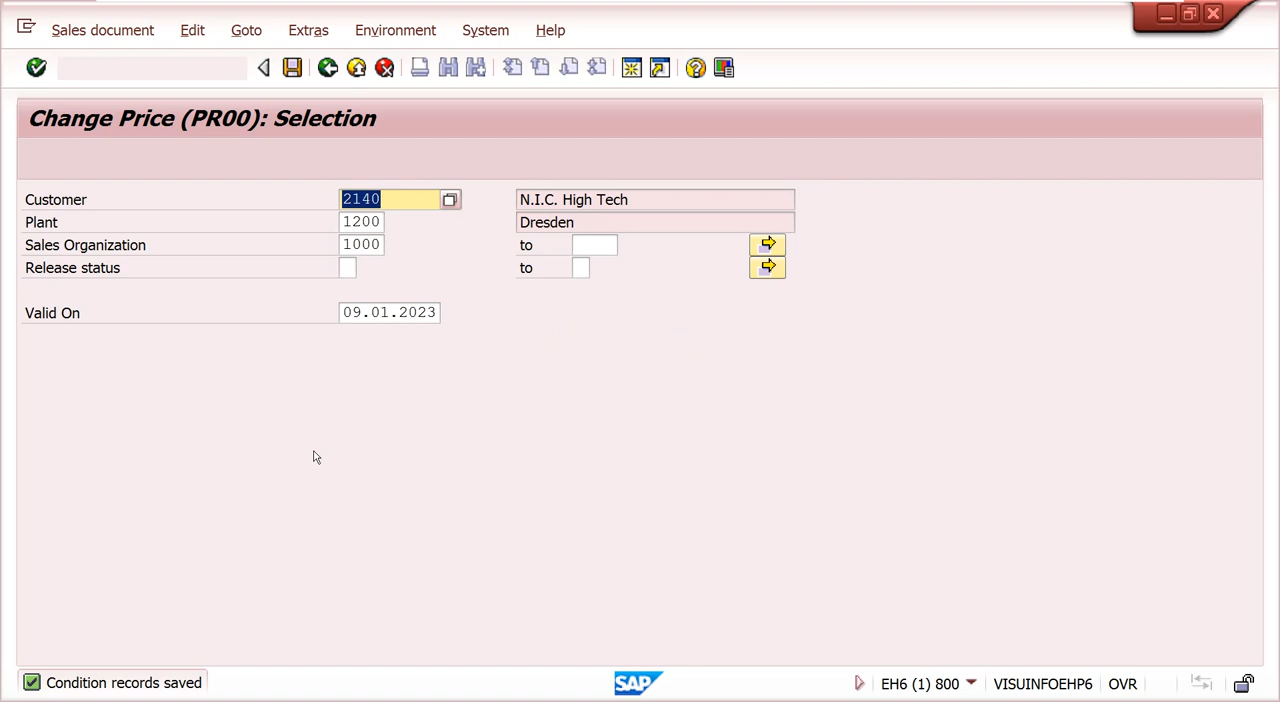 Sales document Edit Goto Extras Environment System Help
Change Price (PR00): Selection
Customer 2140 N.I.C. High Tech
Plant 1200 Dresden
Sales Organization 1000 to
Release status to
Valid On 09.01.2023
Condition records saved SAP EH6 (1) 800 VISUINFOEHP6 OVR